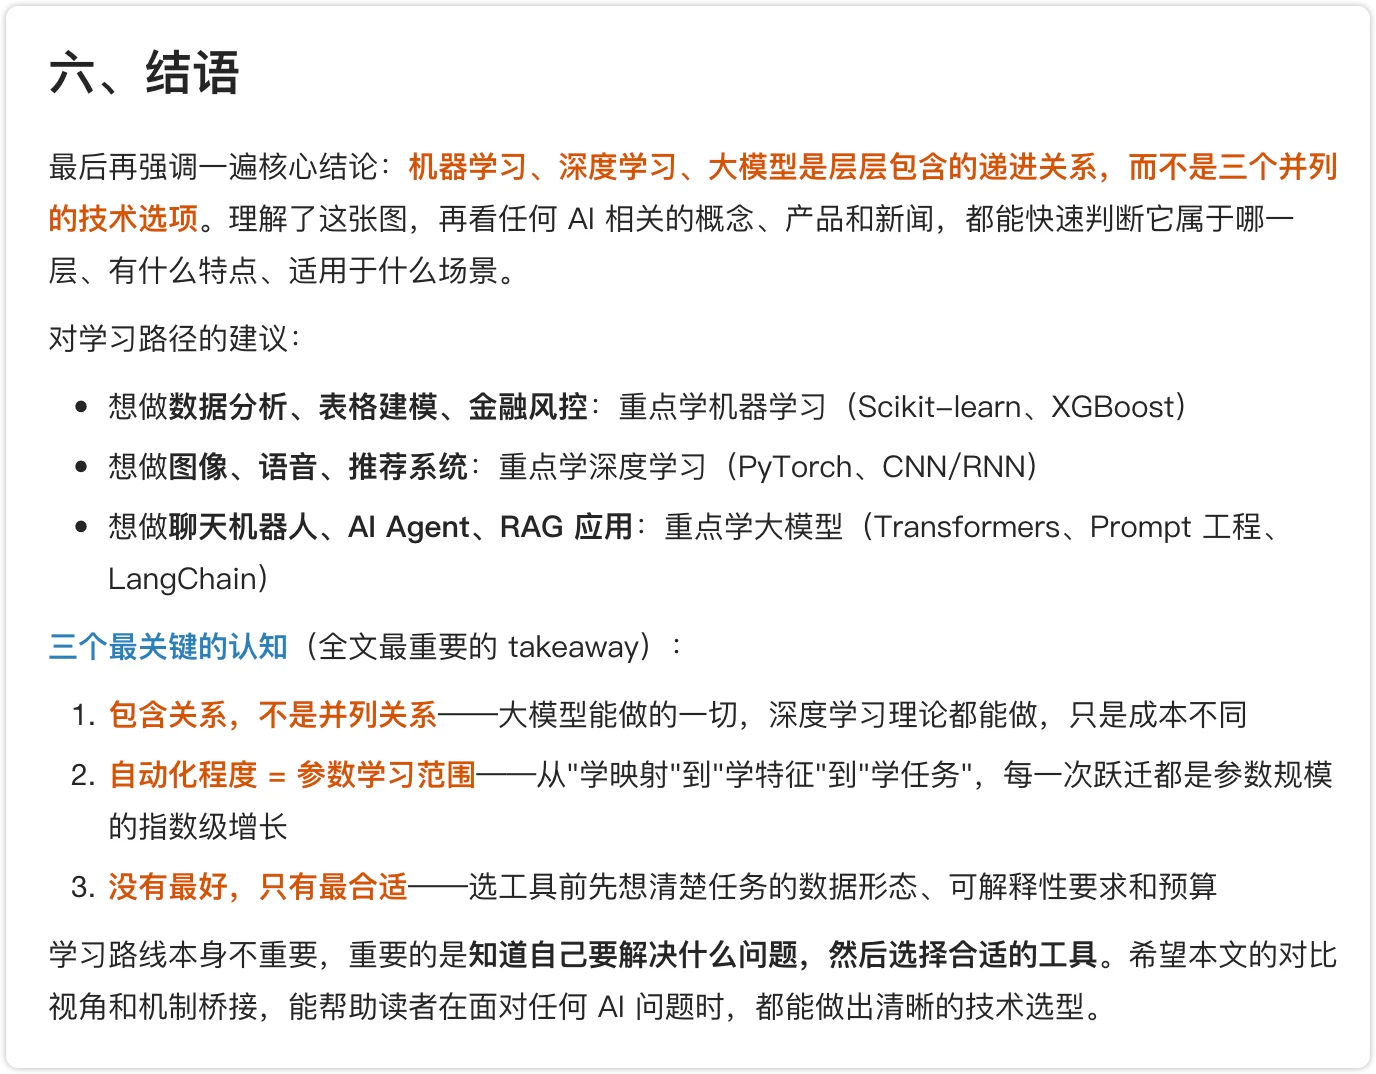 六、结语
最后再强调一遍核心结论：机器学习、深度学习、大模型是层层包含的递进关系，而不是三个并列
的技术选项。理解了这张图，再看任何 AI 相关的概念、产品和新闻，都能快速判断它属于哪一
层、有什么特点、适用于什么场景。
对学习路径的建议：
• 想做数据分析、表格建模、金融风控：重点学机器学习（Scikit-learn、XGBoost）
• 想做图像、语音、推荐系统：重点学深度学习（PyTorch、CNN/RNN）
• 想做聊天机器人、AI Agent、RAG 应用：重点学大模型（Transformers、Prompt 工程、
LangChain）
三个最关键的认知（全文最重要的 takeaway）：
1. 包含关系，不是并列关系——大模型能做的一切，深度学习理论都能做，只是成本不同
2. 自动化程度 = 参数学习范围——从"学映射"到"学特征"到"学任务"，每一次跃迁都是参数规模
的指数级增长
3. 没有最好，只有最合适——选工具前先想清楚任务的数据形态、可解释性要求和预算
学习路线本身不重要，重要的是知道自己要解决什么问题，然后选择合适的工具。希望本文的对比
视角和机制桥接，能帮助读者在面对任何 AI 问题时，都能做出清晰的技术选型。